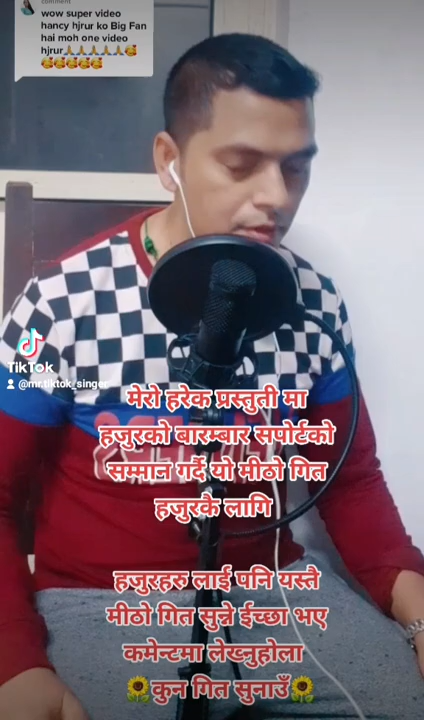 comment
wow super video
hancy hjrur ko Big Fan
hai moh one video
hjrur🙏🙏🙏🙏🙏🥰
🥰🥰🥰🥰🥰
TikTok
@mr.tiktok_singer
मेरो हरेक प्रस्तुती मा
हजुरको बारम्बार सपोर्टको
सम्मान गर्दै यो मीठो गित
हजुरकै लागि
हजुरहरु लाई पनि यस्तै
मीठो गित सुन्ने ईच्छा भए
कमेन्टमा लेख्नुहोला
🌻कुन गित सुनाउँ🌻